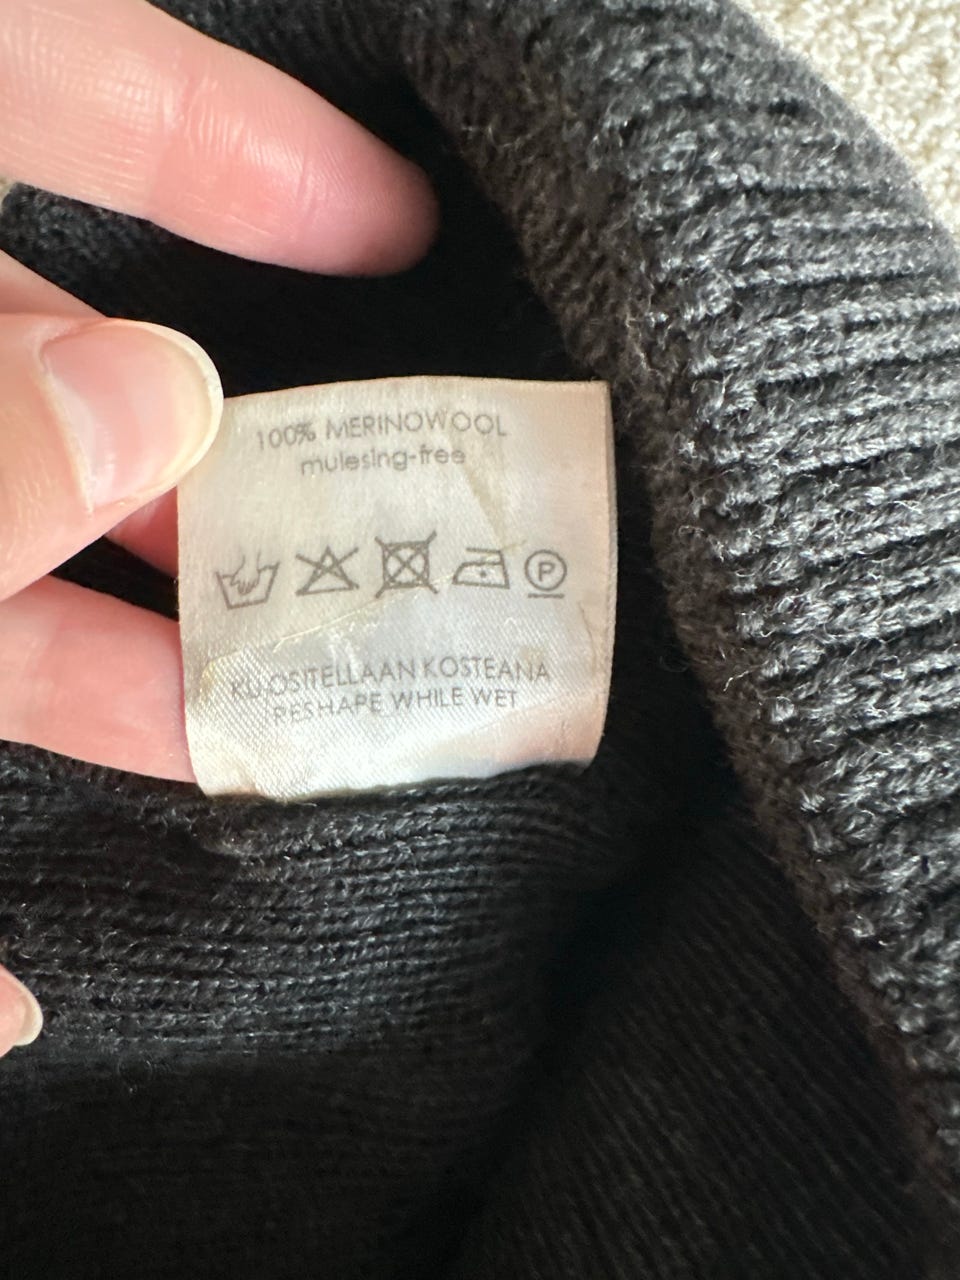 100% MERINOWOOL
mulesing-free
P
KUOSITELLAAN KOSTEANA
RESHAPE WHILE WET